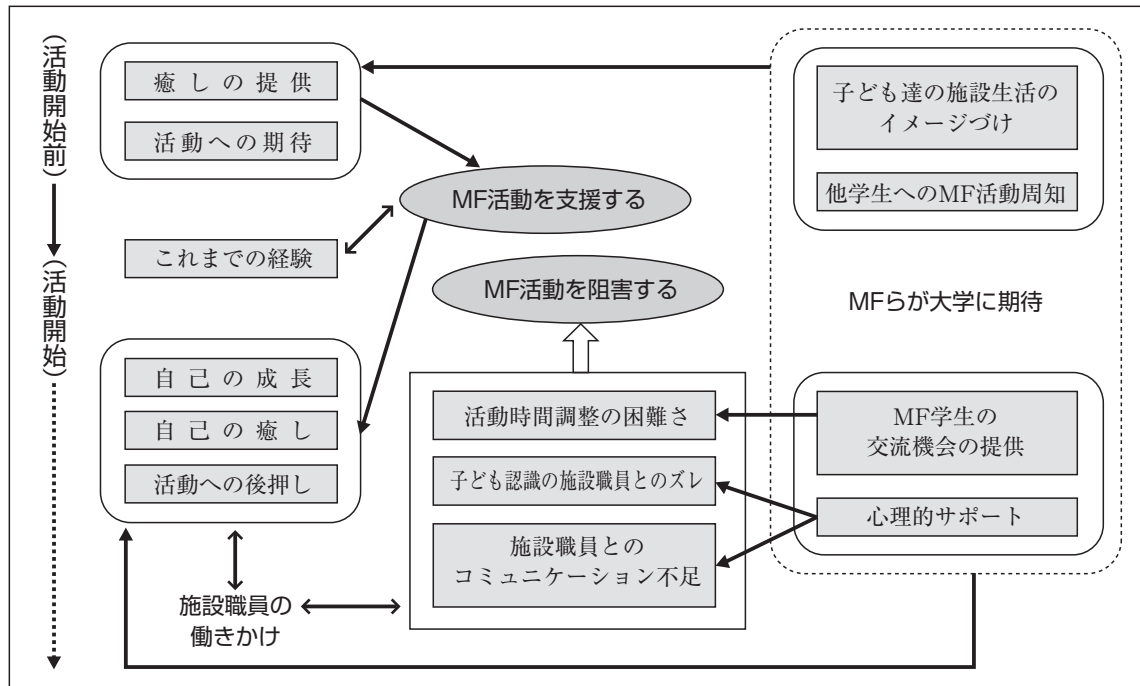 (活動開始前)
癒しの提供
活動への期待
これまでの経験
(活動開始)
自己の成長
自己の癒し
活動への後押し
施設職員の
働きかけ
MF活動を支援する
MF活動を阻害する
活動時間調整の困難さ
子ども認識の施設職員とのズレ
施設職員との
コミュニケーション不足
子ども達の施設生活の
イメージづけ
他学生へのMF活動周知
MFらが大学に期待
MF学生の
交流機会の提供
心理的サポート